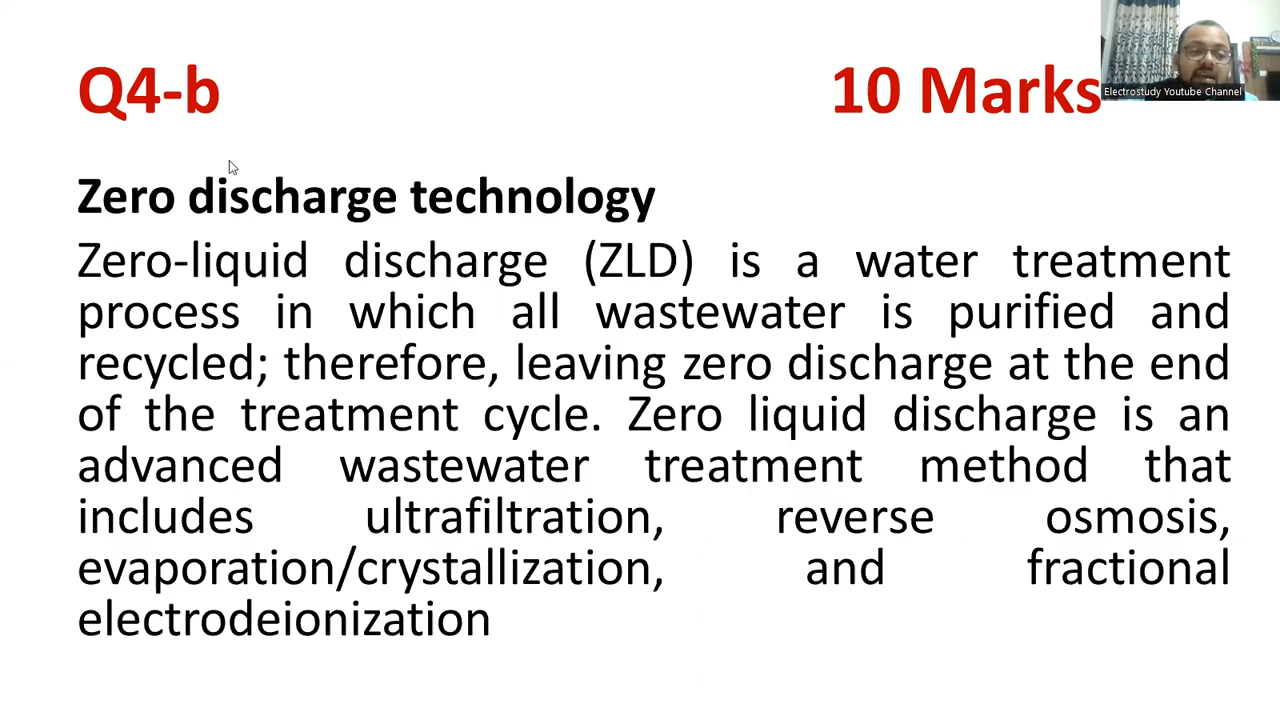 Q4-b
10 Marks
Electrostudy Youtube Channel
Zero discharge technology
Zero-liquid discharge (ZLD) is a water treatment
process in which all wastewater is purified and
recycled; therefore, leaving zero discharge at the end
of the treatment cycle. Zero liquid discharge is an
advanced wastewater treatment method that
includes ultrafiltration, reverse osmosis,
evaporation/crystallization, and fractional
electrodeionization